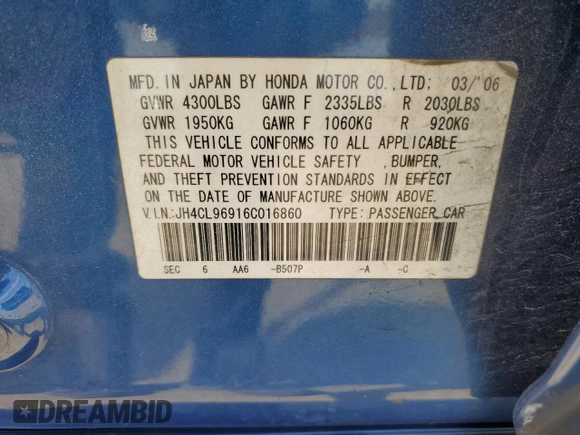 MFD. IN JAPAN BY HONDA MOTOR CO., LTD: 03/'06
GVWR 4300LBS GAWR F 2335LBS R 2030LBS
GVWR 1950KG GAWR F 1060KG R 920KG
THIS VEHICLE CONFORMS TO ALL APPLICABLE
FEDERAL MOTOR VEHICLE SAFETY ,BUMPER,
AND THEFT PREVENTION STANDARDS IN EFFECT
ON THE DATE OF MANUFACTURE SHOWN ABOVE.
V.I.N.:JH4CL96916C016860 TYPE: PASSENGER CAR
SEC 6 AA6 -B507P -A -C
DREAMBID